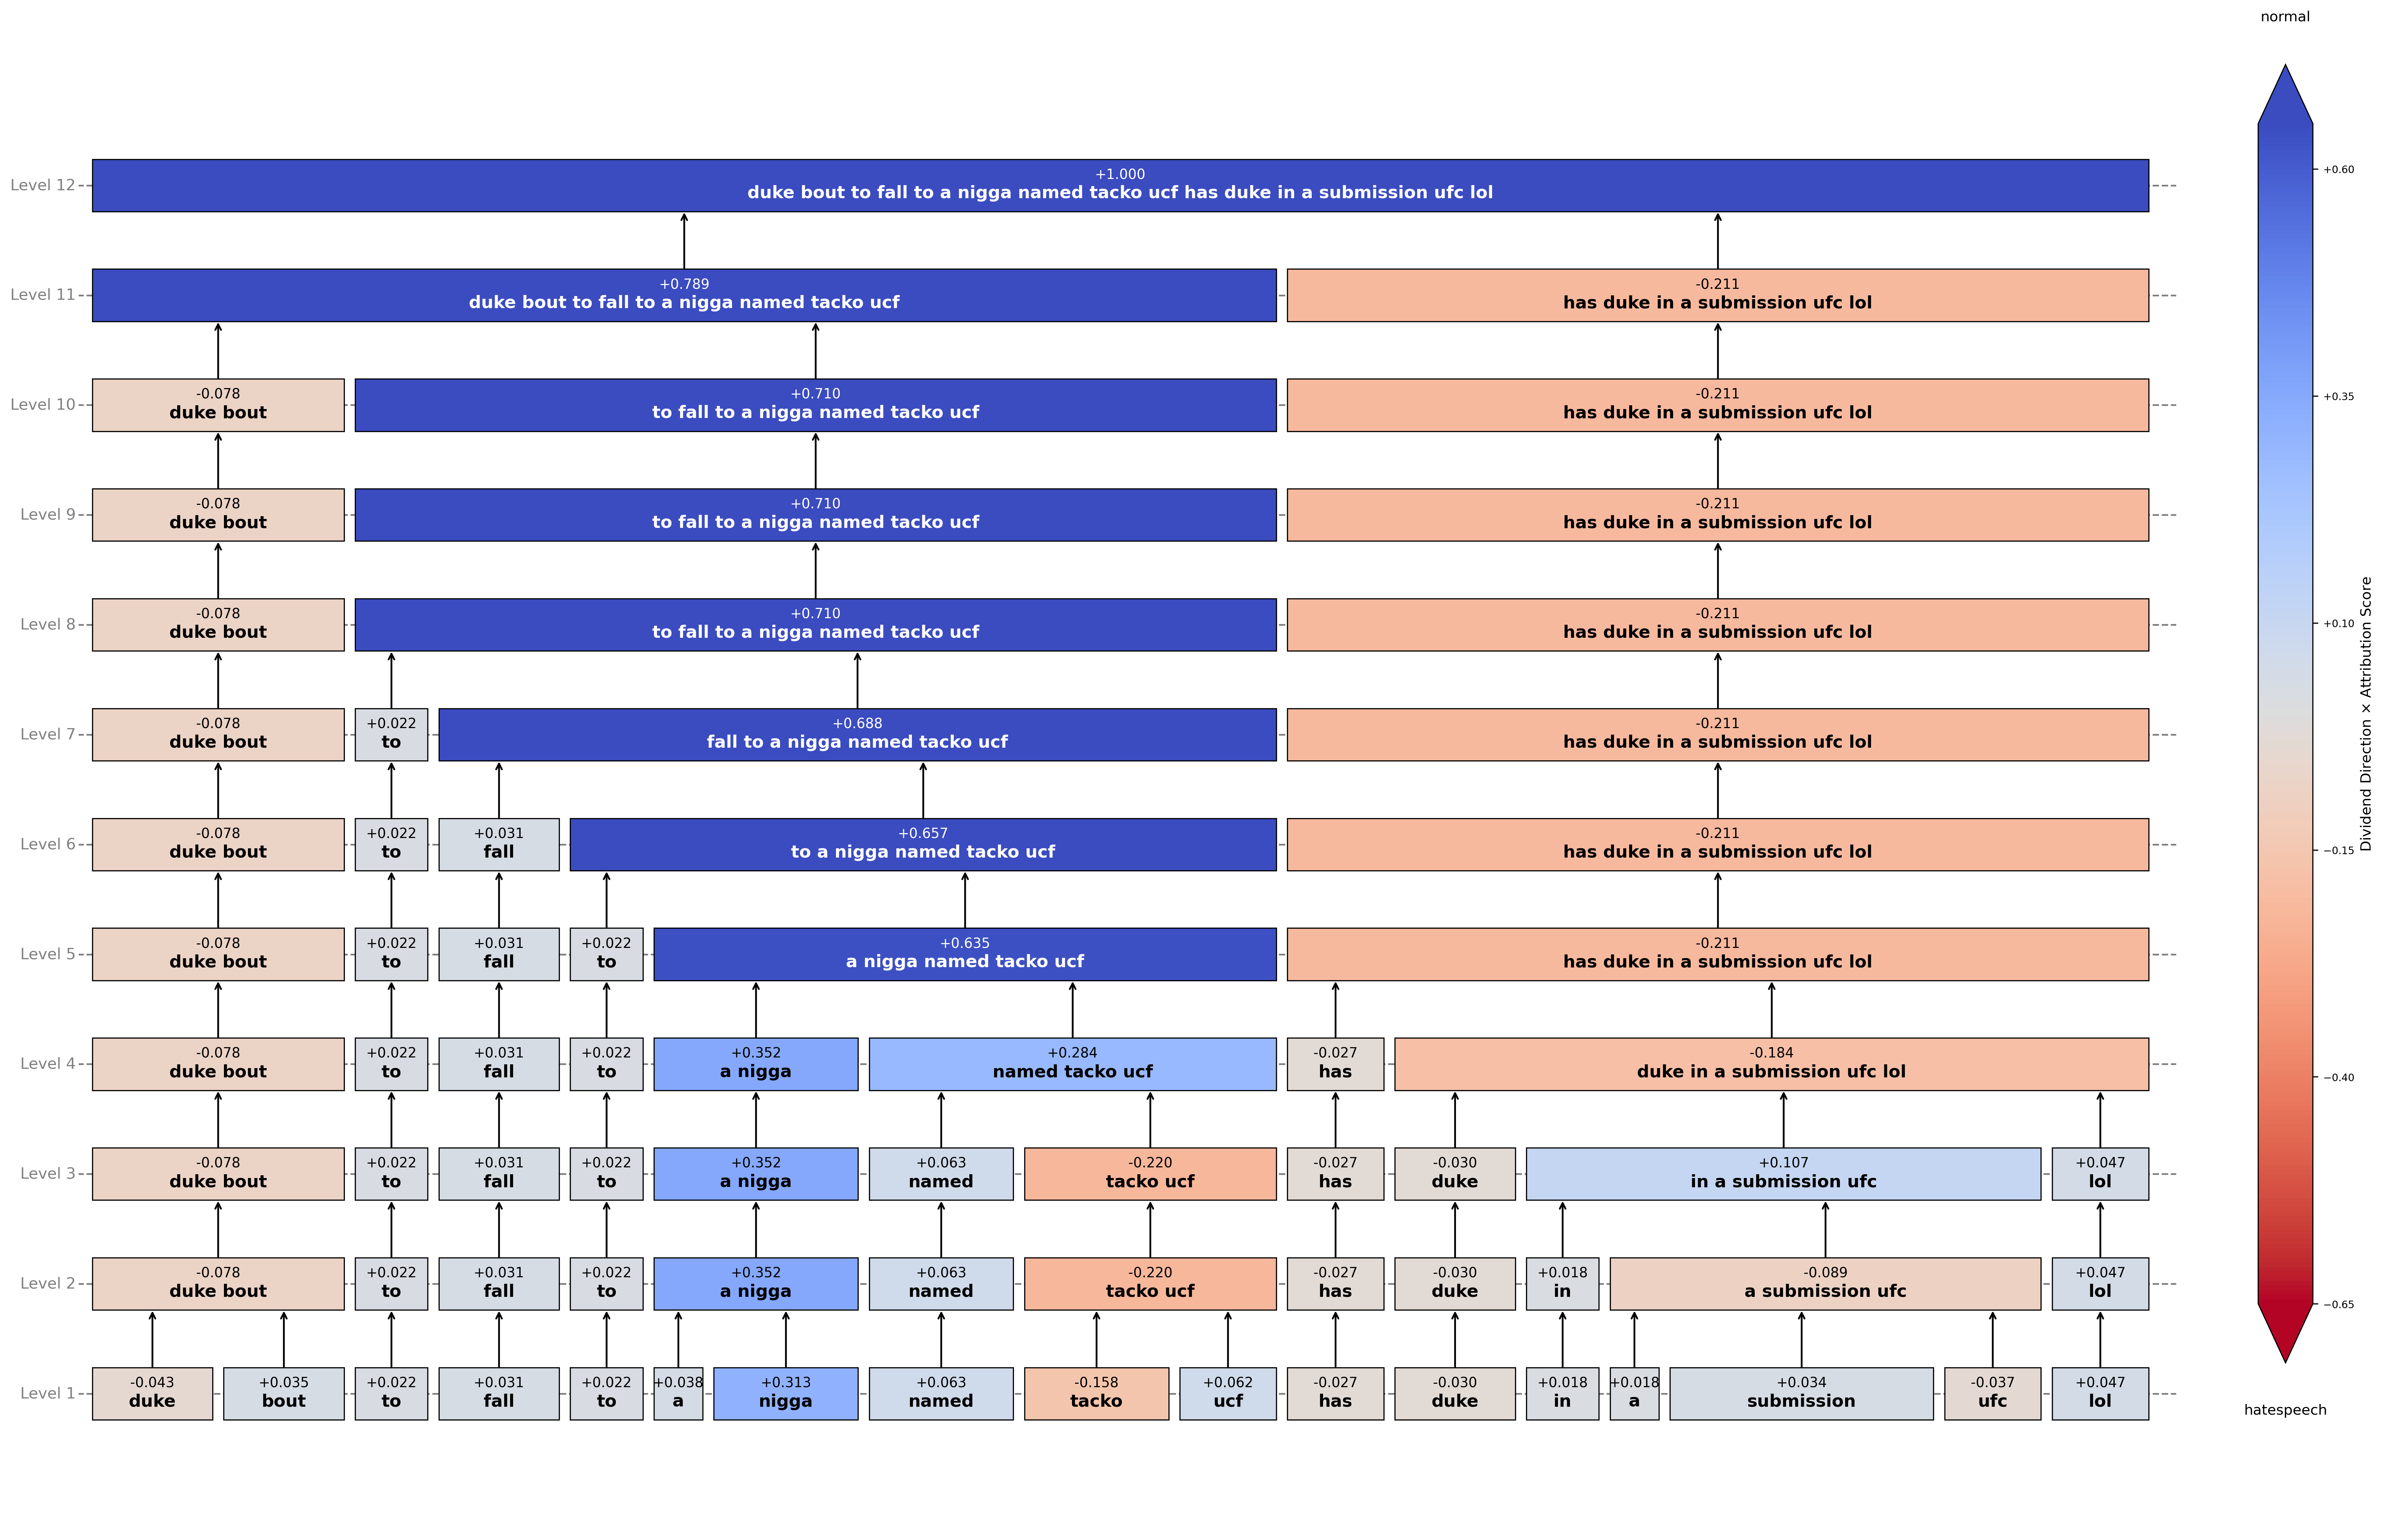 normal
Level 12
+1.000
duke bout to fall to a nigga named tacko ucf has duke in a submission ufc lol
Level 11
+0.789
duke bout to fall to a nigga named tacko ucf
-0.211
has duke in a submission ufc lol
Level 10
-0.078
duke bout
+0.710
to fall to a nigga named tacko ucf
-0.211
has duke in a submission ufc lol
Level 9
-0.078
duke bout
+0.710
to fall to a nigga named tacko ucf
-0.211
has duke in a submission ufc lol
Level 8
-0.078
duke bout
+0.710
to fall to a nigga named tacko ucf
-0.211
has duke in a submission ufc lol
Level 7
-0.078
duke bout
+0.022
to
+0.688
fall to a nigga named tacko ucf
-0.211
has duke in a submission ufc lol
Level 6
-0.078
duke bout
+0.022
to
+0.031
fall
+0.657
to a nigga named tacko ucf
-0.211
has duke in a submission ufc lol
Level 5
-0.078
duke bout
+0.022
to
+0.031
fall
+0.022
to
+0.635
a nigga named tacko ucf
-0.211
has duke in a submission ufc lol
Level 4
-0.078
duke bout
+0.022
to
+0.031
fall
+0.022
to
+0.352
a nigga
+0.284
named tacko ucf
-0.027
has
-0.184
duke in a submission ufc lol
Level 3
-0.078
duke bout
+0.022
to
+0.031
fall
+0.022
to
+0.352
a nigga
+0.063
named
-0.220
tacko ucf
-0.027
has
-0.030
duke
+0.107
in a submission ufc
+0.047
lol
Level 2
-0.078
duke bout
+0.022
to
+0.031
fall
+0.022
to
+0.352
a nigga
+0.063
named
-0.220
tacko ucf
-0.027
has
-0.030
duke
+0.018
in
-0.089
a submission ufc
+0.047
lol
Level 1
-0.043
duke
+0.035
bout
+0.022
to
+0.031
fall
+0.022
to
+0.038
a
+0.313
nigga
+0.063
named
-0.158
tacko
+0.062
ucf
-0.027
has
-0.030
duke
+0.018
in
+0.018
a
+0.034
submission
-0.037
ufc
+0.047
lol
+0.60
+0.35
+0.10
−0.15
−0.40
−0.65
Dividend Direction × Attribution Score
hatespeech